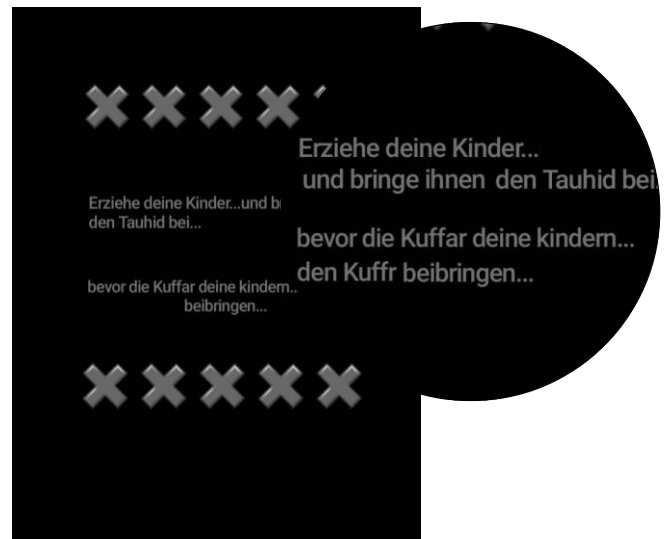 Erziehe deine Kinder...und
den Tauhid bei...
bevor die Kuffar deine kindern...
beibringen...
Erziehe deine Kinder...
und bringe ihnen den Tauhid bei.
bevor die Kuffar deine kindern...
den Kuffr beibringen...